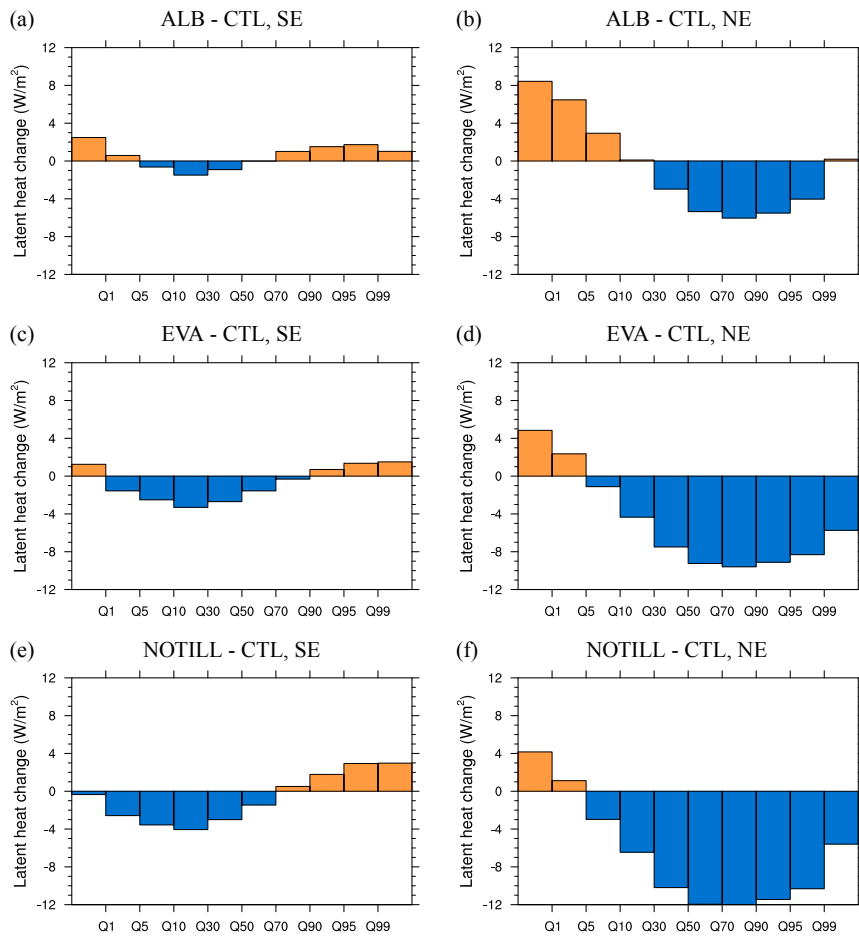 (a) ALB - CTL, SE
Latent heat change (W/m²)
12
8
4
0
-4
-8
-12
Q1 Q5 Q10 Q30 Q50 Q70 Q90 Q95 Q99
(b) ALB - CTL, NE
Latent heat change (W/m²)
12
8
4
0
-4
-8
-12
Q1 Q5 Q10 Q30 Q50 Q70 Q90 Q95 Q99
(c) EVA - CTL, SE
Latent heat change (W/m²)
12
8
4
0
-4
-8
-12
Q1 Q5 Q10 Q30 Q50 Q70 Q90 Q95 Q99
(d) EVA - CTL, NE
Latent heat change (W/m²)
12
8
4
0
-4
-8
-12
Q1 Q5 Q10 Q30 Q50 Q70 Q90 Q95 Q99
(e) NOTILL - CTL, SE
Latent heat change (W/m²)
12
8
4
0
-4
-8
-12
Q1 Q5 Q10 Q30 Q50 Q70 Q90 Q95 Q99
(f) NOTILL - CTL, NE
Latent heat change (W/m²)
12
8
4
0
-4
-8
-12
Q1 Q5 Q10 Q30 Q50 Q70 Q90 Q95 Q99